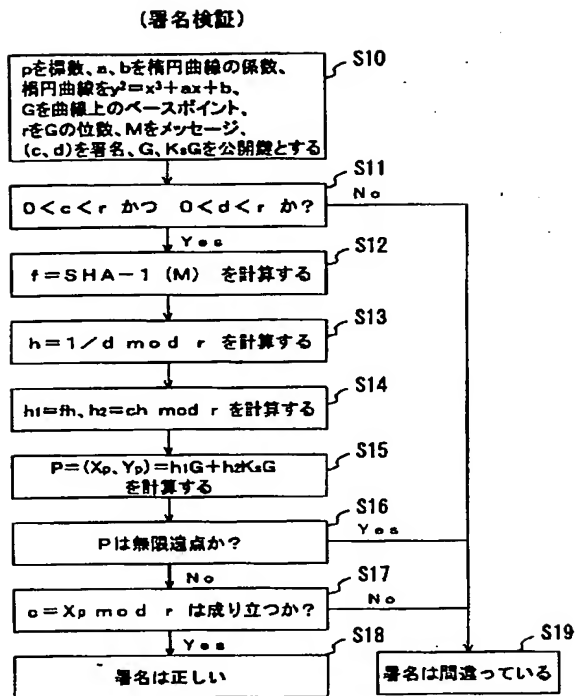 (署名検証)
S10
pを標数、a、bを楕円曲線の係数、
楕円曲線をy²=x³+ax+b、
Gを曲線上のベースポイント、
rをGの位数、Mをメッセージ、
(c、d)を署名、G、KsGを公開鍵とする
S11
0<c<r かつ 0<d<r か?
No
Yes
S12
f=SHA-1(M) を計算する
S13
h=1/d mod r を計算する
S14
h1=fh、h2=ch mod r を計算する
S15
P=(Xp、Yp)=h1G+h2KsG
を計算する
S16
Pは無限遠点か?
Yes
No
S17
c=Xp mod r は成り立つか?
No
Yes
S18
署名は正しい
S19
署名は間違っている